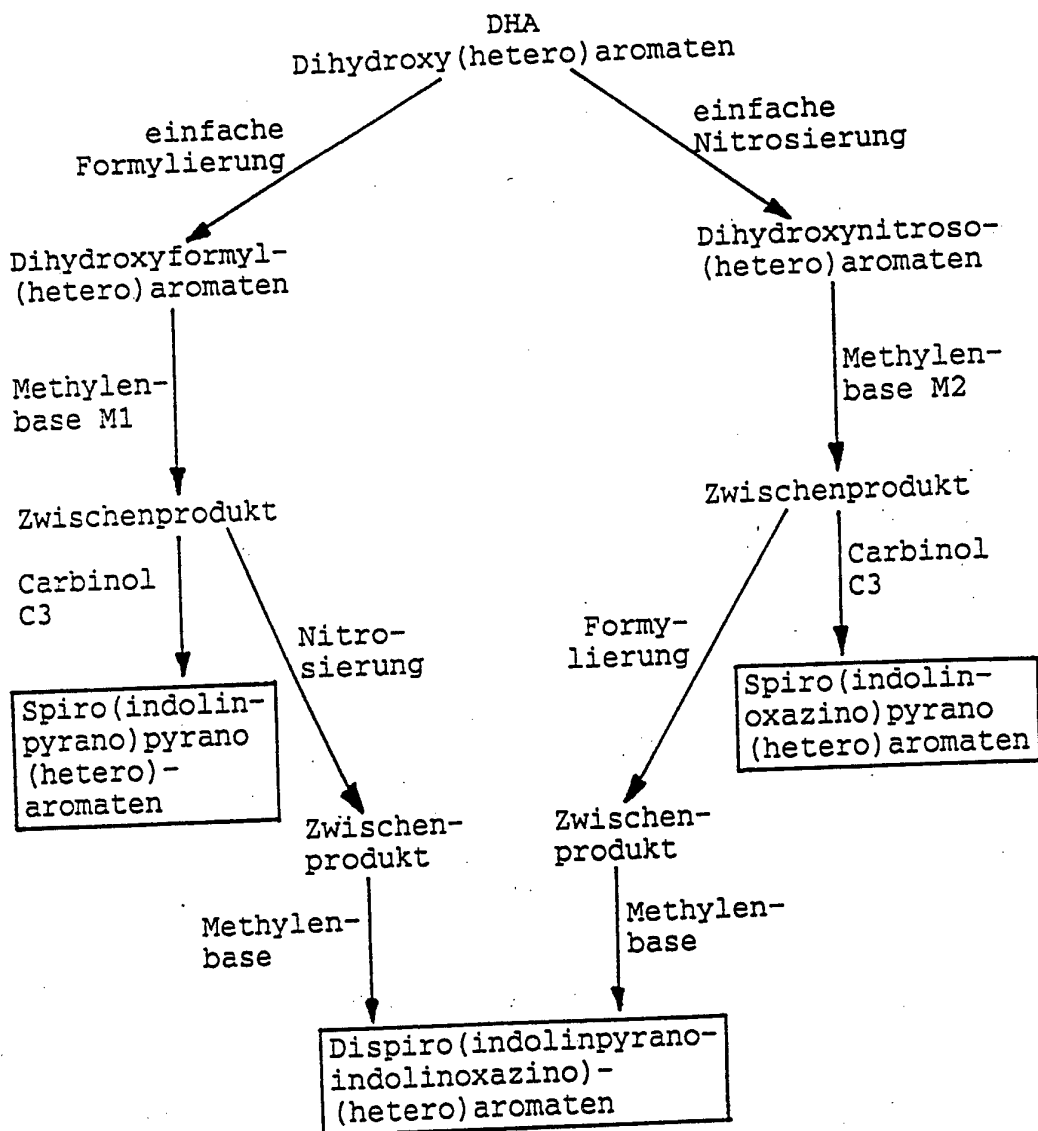 DHA
Dihydroxy(hetero)aromaten
einfache
Formylierung
einfache
Nitrosierung
Dihydroxyformyl-
(hetero)aromaten
Dihydroxynitroso-
(hetero)aromaten
Methylen-
base M1
Methylen-
base M2
Zwischenprodukt
Zwischenprodukt
Carbinol
C3
Nitro-
sierung
Formy-
lierung
Carbinol
C3
Spiro(indolin-
pyrano)pyrano
(hetero)-
aromaten
Spiro(indolin-
oxazino)pyrano
(hetero)aromaten
Zwischen-
produkt
Zwischen-
produkt
Methylen-
base
Methylen-
base
Dispiro(indolinpyrano-
indolinoxazino)-
(hetero)aromaten